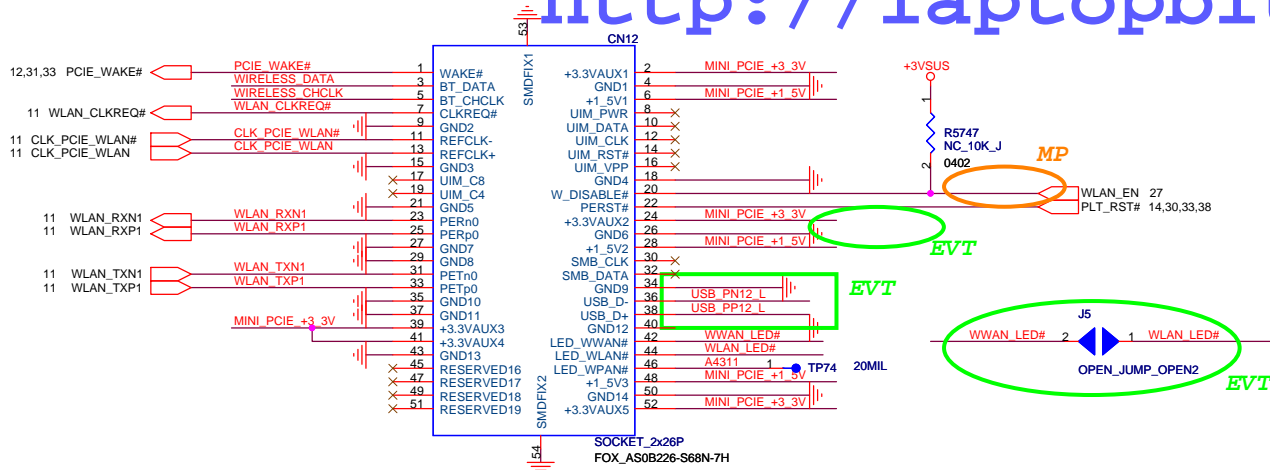 http://laptopbl
CN12
53
SMDFIX1
12,31,33 PCIE_WAKE# PCIE_WAKE# 1 WAKE# +3.3VAUX1 2 MINI_PCIE_+3_3V
WIRELESS_DATA 3 BT_DATA GND1 4
WIRELESS_CHCLK 5 BT_CHCLK +1_5V1 6 MINI_PCIE_+1_5V
11 WLAN_CLKREQ# WLAN_CLKREQ# 7 CLKREQ# UIM_PWR 8
9 GND2 UIM_DATA 10
11 CLK_PCIE_WLAN# CLK_PCIE_WLAN# 11 REFCLK- UIM_CLK 12
11 CLK_PCIE_WLAN CLK_PCIE_WLAN 13 REFCLK+ UIM_RST# 14
15 GND3 UIM_VPP 16
17 UIM_C8 GND4 18
19 UIM_C4 W_DISABLE# 20 WLAN_EN 27
21 GND5 PERST# 22 PLT_RST# 14,30,33,38
11 WLAN_RXN1 WLAN_RXN1 23 PERn0 +3.3VAUX2 24 MINI_PCIE_+3_3V
11 WLAN_RXP1 WLAN_RXP1 25 PERp0 GND6 26
27 GND7 +1_5V2 28 MINI_PCIE_+1_5V
29 GND8 SMB_CLK 30
11 WLAN_TXN1 WLAN_TXN1 31 PETn0 SMB_DATA 32
11 WLAN_TXP1 WLAN_TXP1 33 PETp0 GND9 34
35 GND10 USB_D- 36 USB_PN12_L
37 GND11 USB_D+ 38 USB_PP12_L
MINI_PCIE_+3_3V 39 +3.3VAUX3 GND12 40
41 +3.3VAUX4 LED_WWAN# 42 WWAN_LED#
43 GND13 LED_WLAN# 44 WLAN_LED#
45 RESERVED16 LED_WPAN# 46 A4311 1 TP74 20MIL
47 RESERVED17 +1_5V3 48 MINI_PCIE_+1_5V
49 RESERVED18 GND14 50
51 RESERVED19 +3.3VAUX5 52 MINI_PCIE_+3_3V
SMDFIX2
54
SOCKET_2x26P
FOX_AS0B226-S68N-7H
+3VSUS
1
R5747
NC_10K_J
2 0402
MP
EVT
EVT
J5
WWAN_LED# 2 1 WLAN_LED#
OPEN_JUMP_OPEN2
EVT